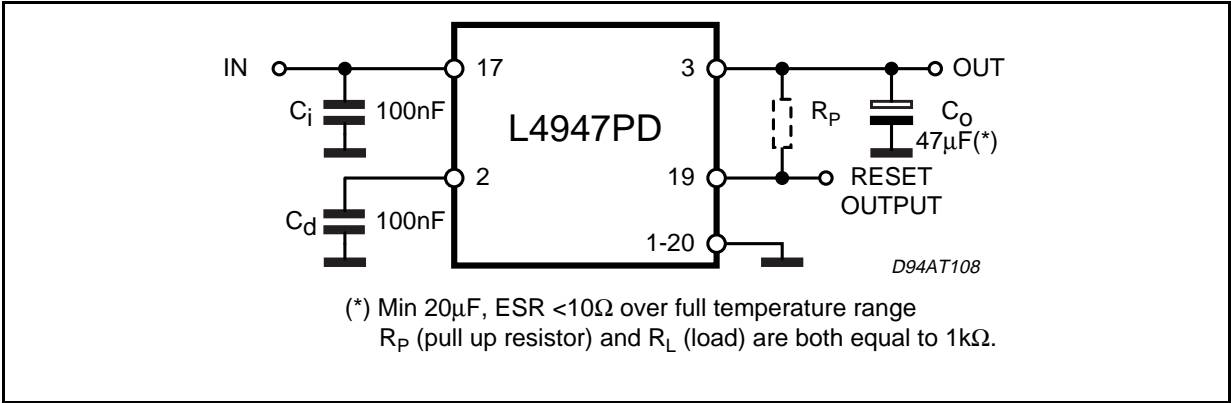 IN
17
3
OUT
Ci
100nF
L4947PD
RP
Co
47μF(*)
2
19
RESET
OUTPUT
Cd
100nF
1-20
D94AT108
(*) Min 20μF, ESR <10Ω over full temperature range
RP (pull up resistor) and RL (load) are both equal to 1kΩ.